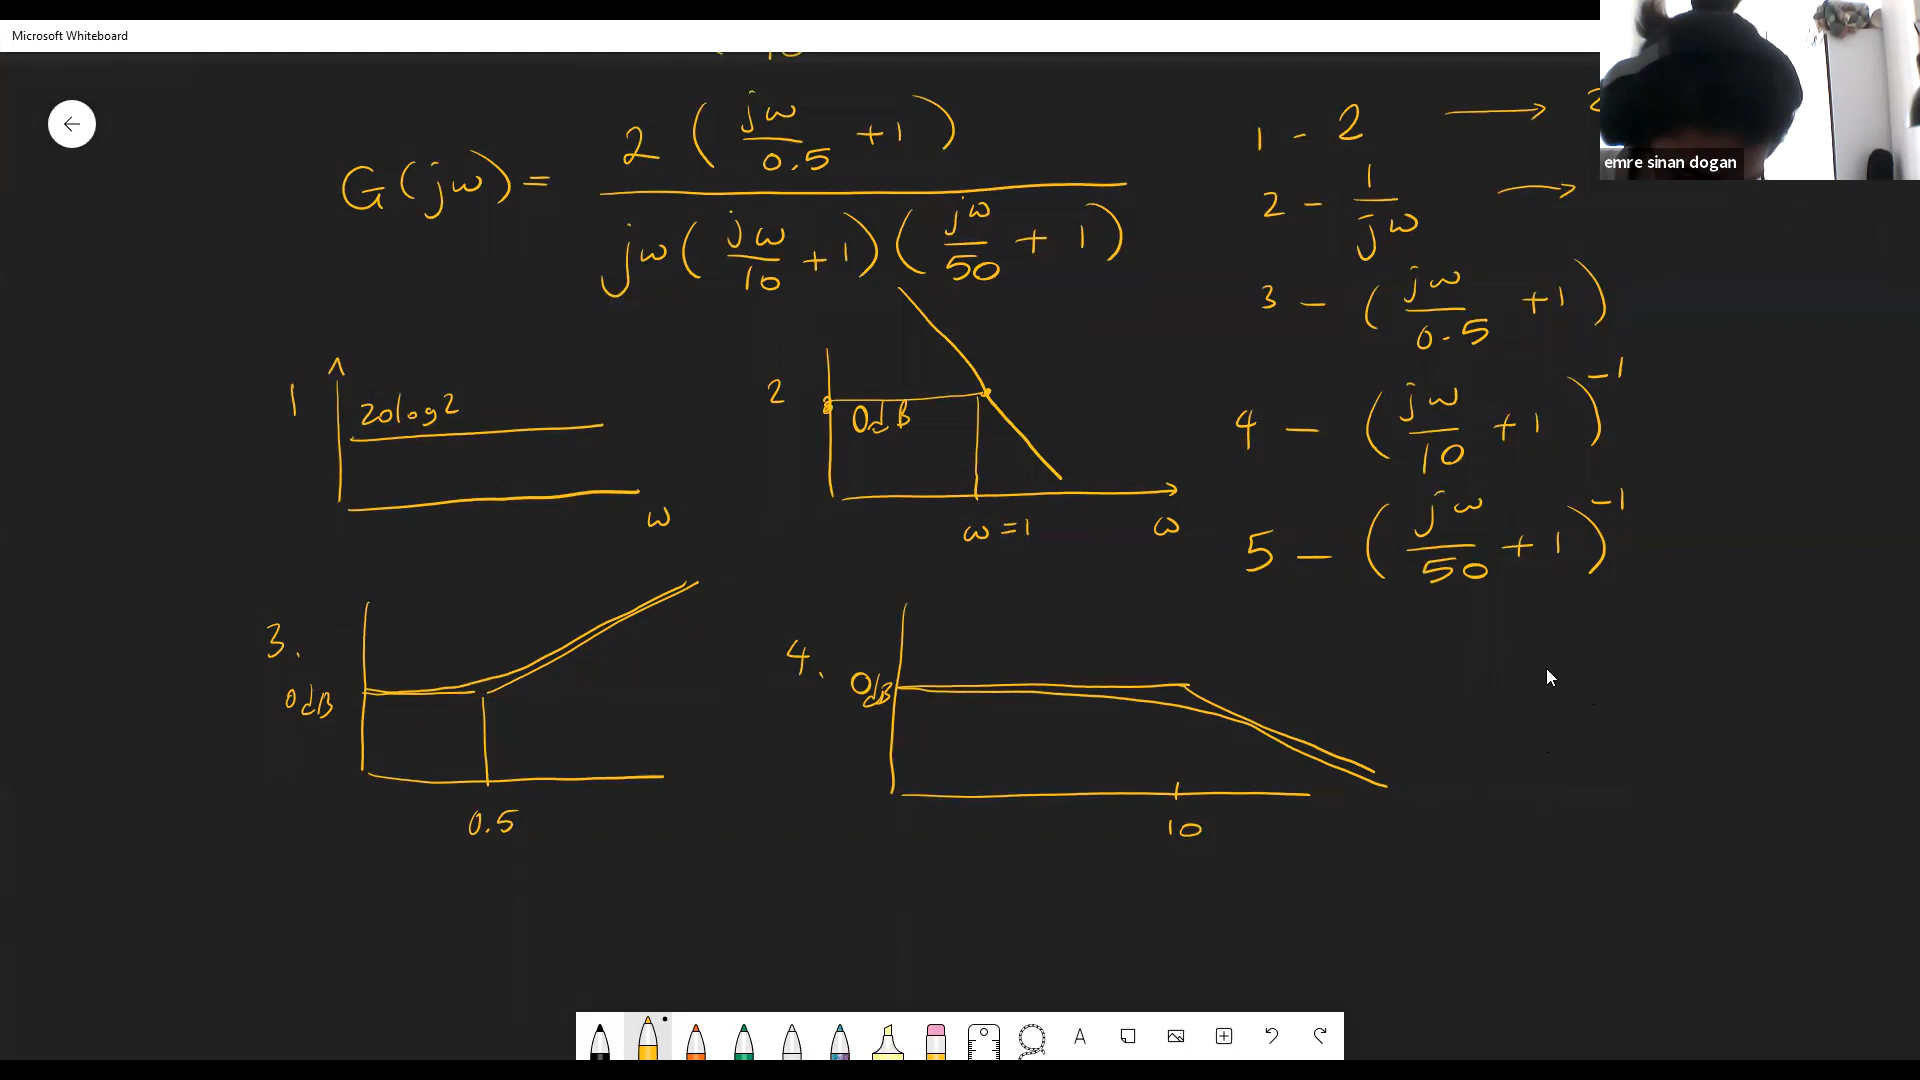 Microsoft Whiteboard
emre sinan dogan
10
G(jω) = 2 (jω/0.5 + 1) / jω (jω/10 + 1) (jω/50 + 1)
1 - 2 → 2
2 - 1/jω →
3 - (jω/0.5 + 1)
4 - (jω/10 + 1)^-1
5 - (jω/50 + 1)^-1
1
20log2
ω
2
0dB
ω = 1
ω
3.
0dB
0.5
4.
0dB
10
A